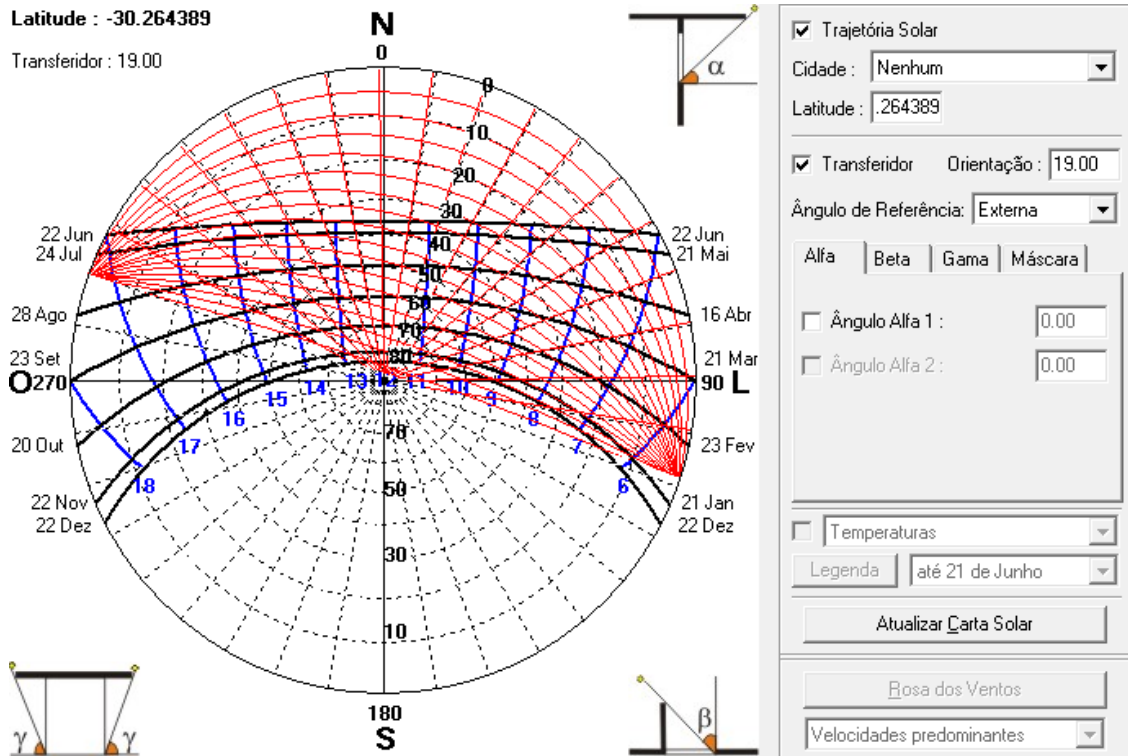 Latitude : -30.264389
Transferidor : 19.00
N
0
0
10
20
30
40
50
60
70
80
22 Jun
24 Jul
28 Ago
23 Set
O 270
20 Out
22 Nov
22 Dez
22 Jun
21 Mai
16 Abr
21 Mar
90 L
23 Fev
21 Jan
22 Dez
18
17
16
15
14
13
12
11
10
9
8
7
6
70
50
30
10
180
S
α
β
γ γ
Trajetória Solar
Cidade : Nenhum
Latitude : .264389
Transferidor Orientação : 19.00
Ângulo de Referência: Externa
Alfa Beta Gama Máscara
Ângulo Alfa 1 : 0.00
Ângulo Alfa 2 : 0.00
Temperaturas
Legenda até 21 de Junho
Atualizar Carta Solar
Rosa dos Ventos
Velocidades predominantes